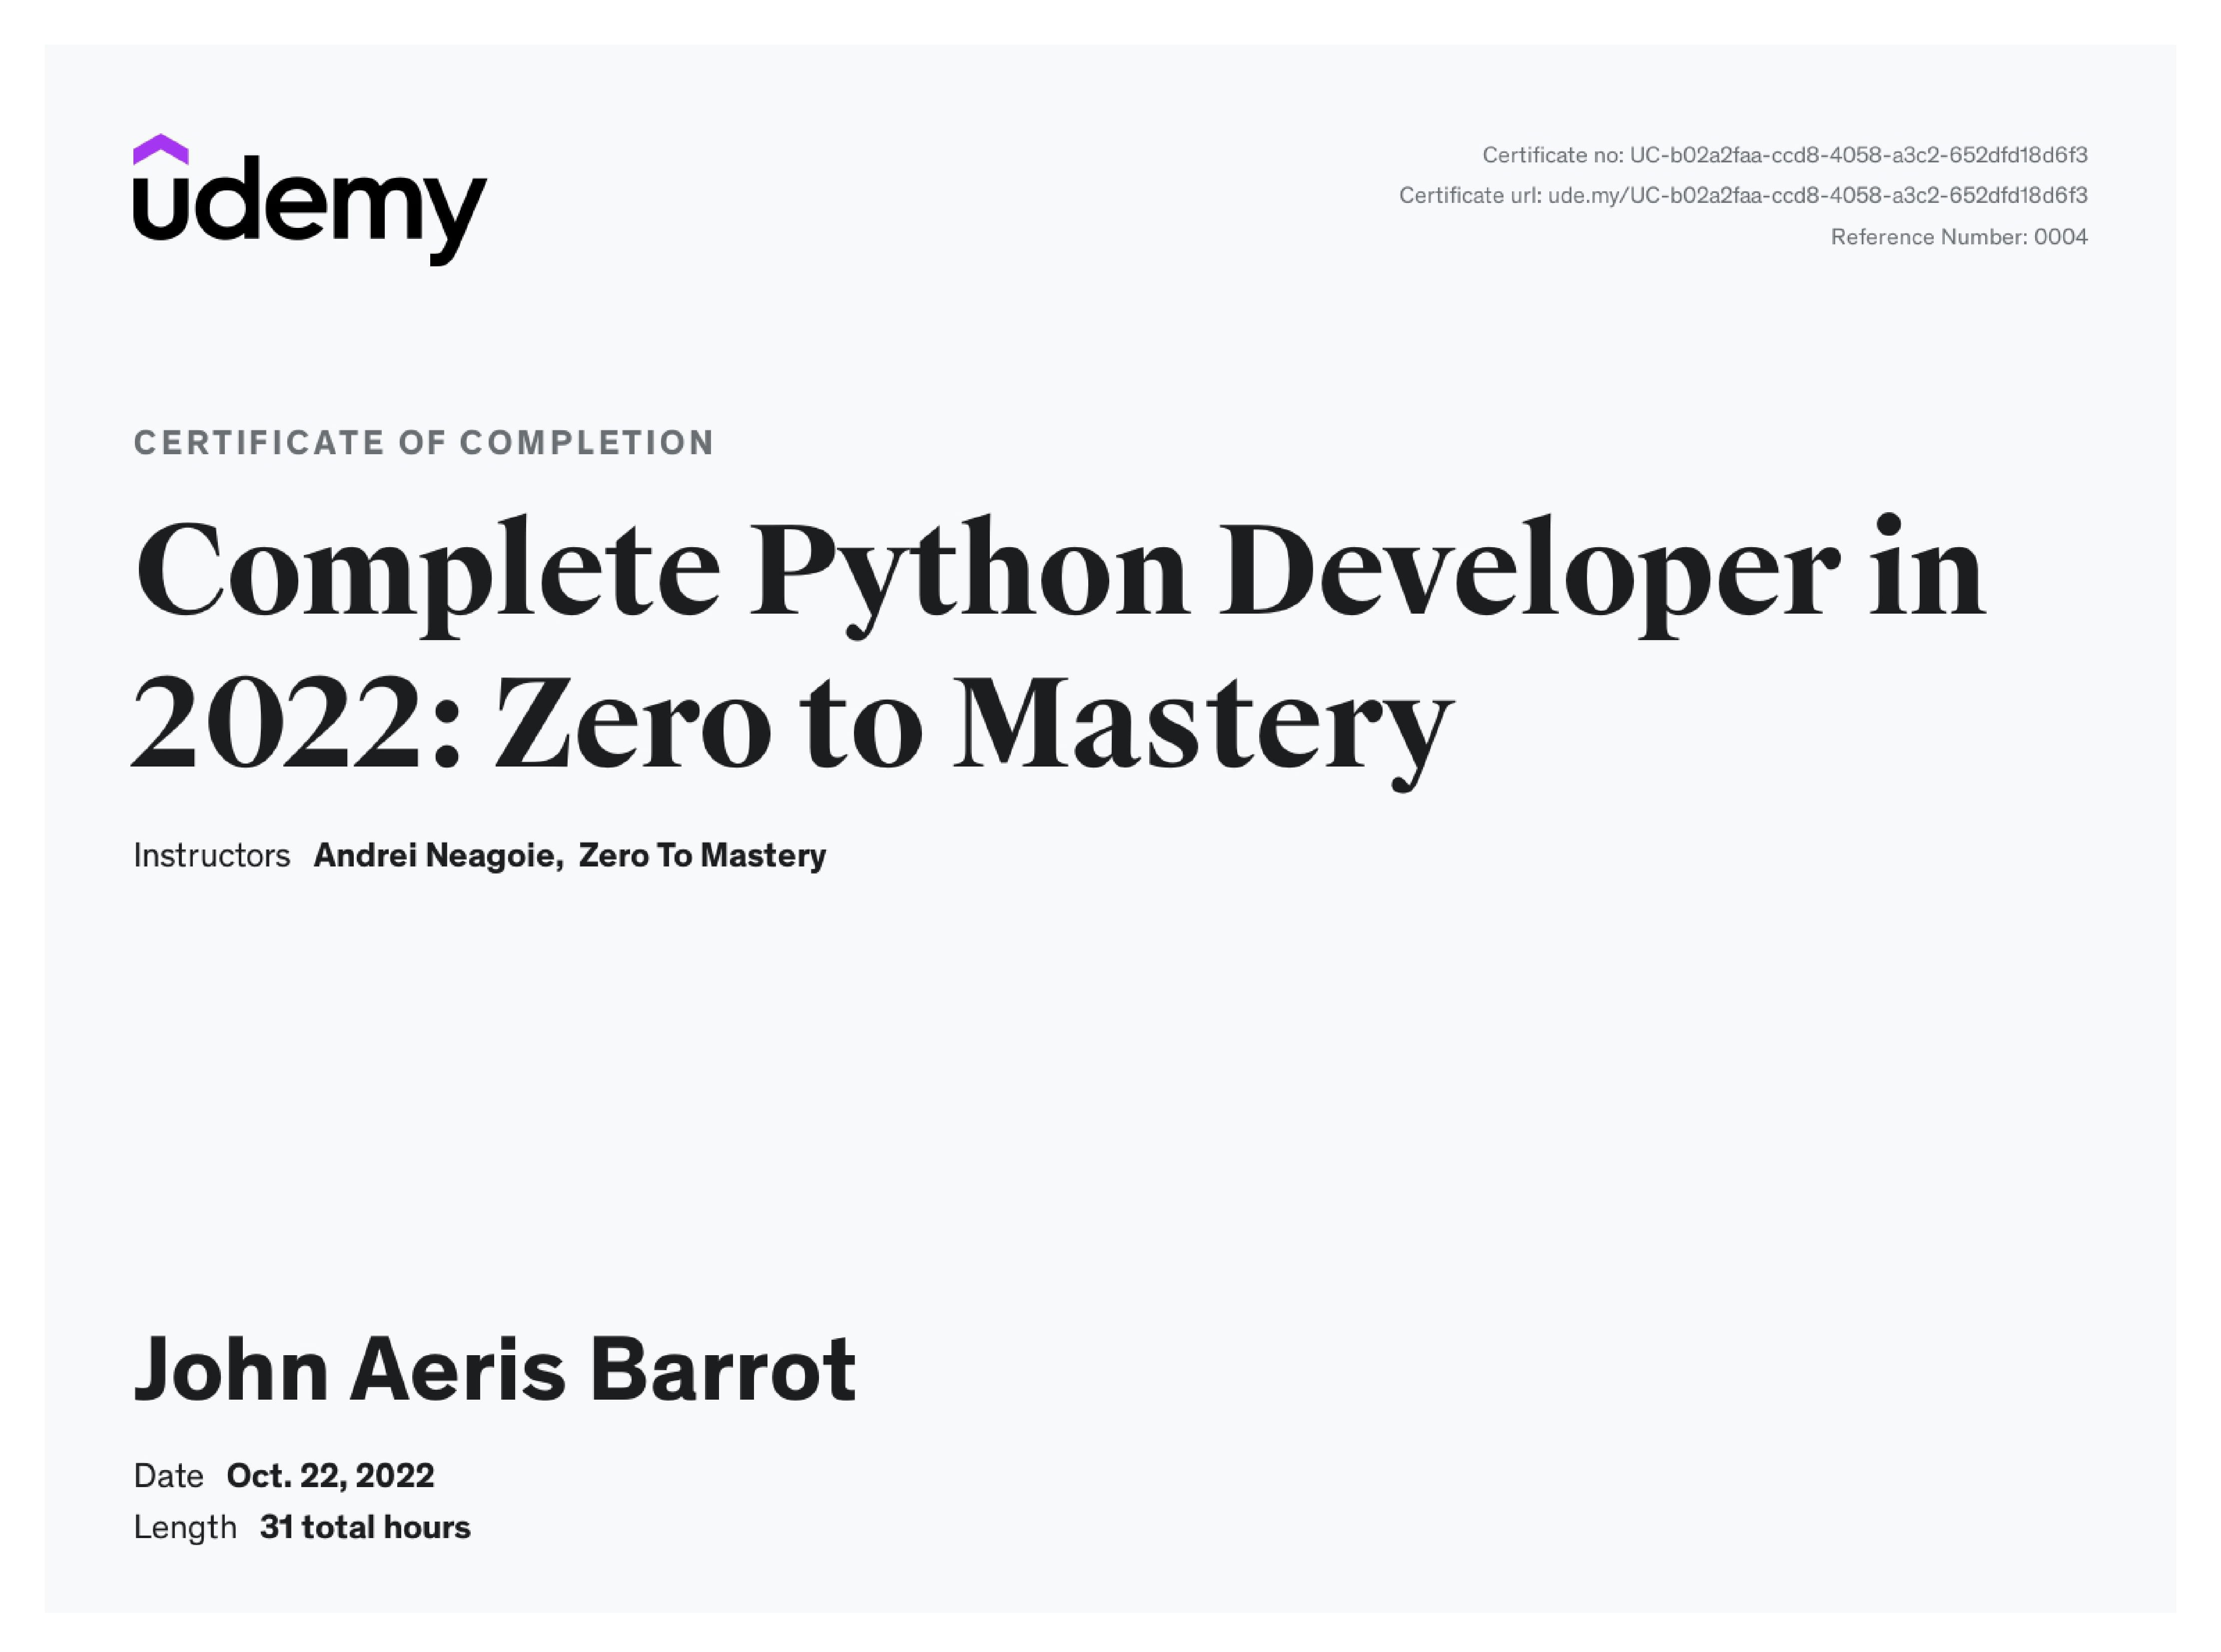 udemy
Certificate no: UC-b02a2faa-ccd8-4058-a3c2-652dfd18d6f3
Certificate url: ude.my/UC-b02a2faa-ccd8-4058-a3c2-652dfd18d6f3
Reference Number: 0004
CERTIFICATE OF COMPLETION
Complete Python Developer in
2022: Zero to Mastery
Instructors Andrei Neagoie, Zero To Mastery
John Aeris Barrot
Date Oct. 22, 2022
Length 31 total hours